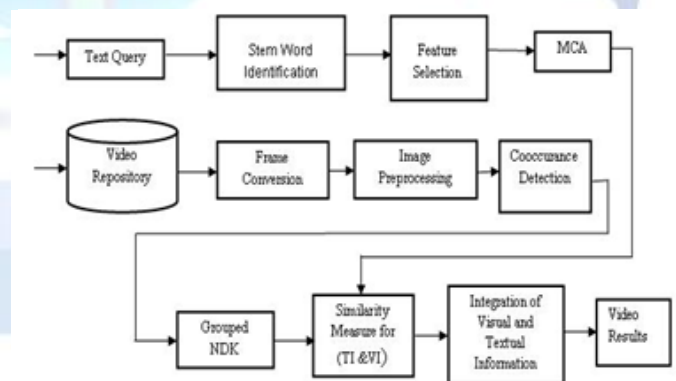 Text Query
Stem Word
Identification
Feature
Selection
MCA
Video
Repository
Frame
Conversion
Image
Preprocessing
Cooccurance
Detection
Grouped
NDK
Similarity
Measure for
(TI &VI)
Integration of
Visual and
Textual
Information
Video
Results